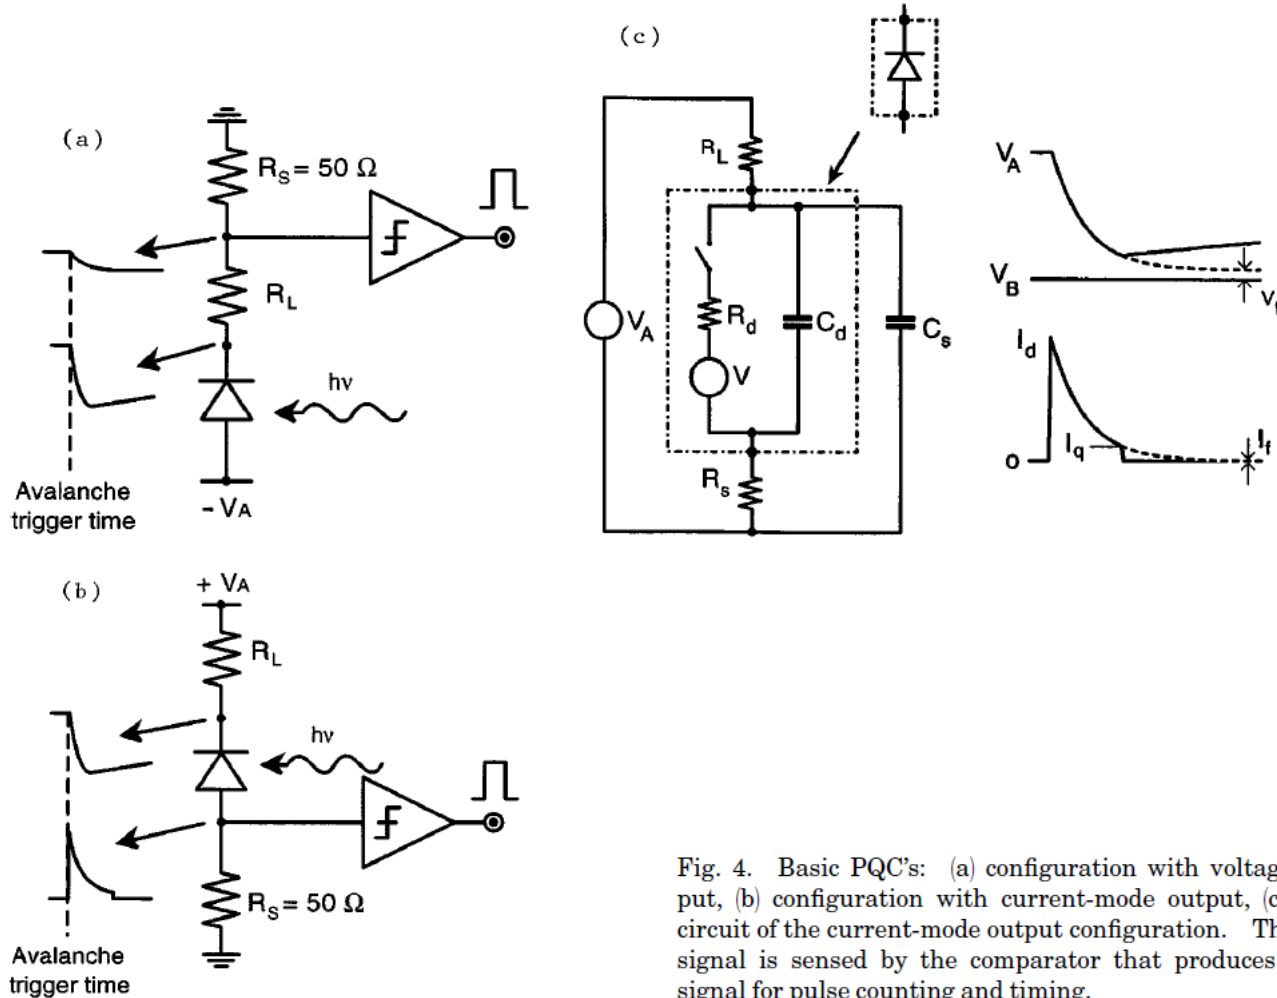 (a)
R_S = 50 Ω
R_L
hν
Avalanche
trigger time
- V_A
(b)
+ V_A
R_L
hν
R_S = 50 Ω
Avalanche
trigger time
(c)
R_L
V_A
R_d
C_d
C_s
V
R_s
V_A
V_B
V_f
I_d
I_q
I_f
0
Fig. 4. Basic PQC's: (a) configuration with voltag
put, (b) configuration with current-mode output, (c
circuit of the current-mode output configuration. Th
signal is sensed by the comparator that produces
signal for pulse counting and timing.